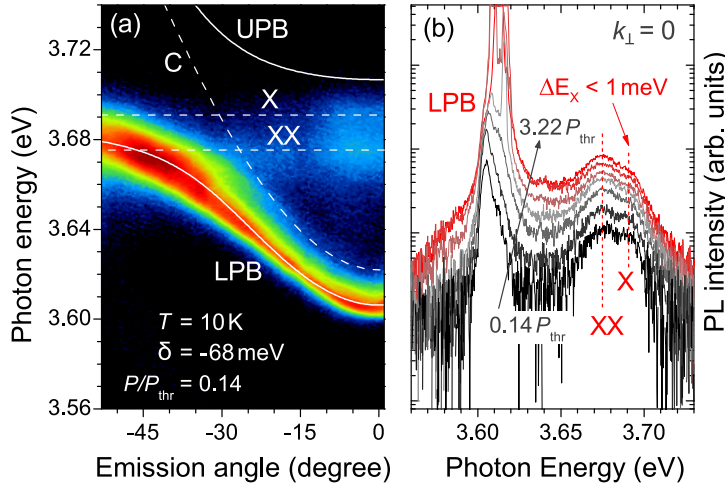 (a)
UPB
C
X
XX
LPB
T = 10 K
δ = -68 meV
P/Pthr = 0.14
3.74
3.72
3.68
3.64
3.60
3.56
Photon energy (eV)
-45
-30
-15
0
Emission angle (degree)
(b)
k⊥ = 0
LPB
ΔEX < 1 meV
3.22 Pthr
0.14 Pthr
X
XX
3.60
3.65
3.70
Photon Energy (eV)
PL intensity (arb. units)